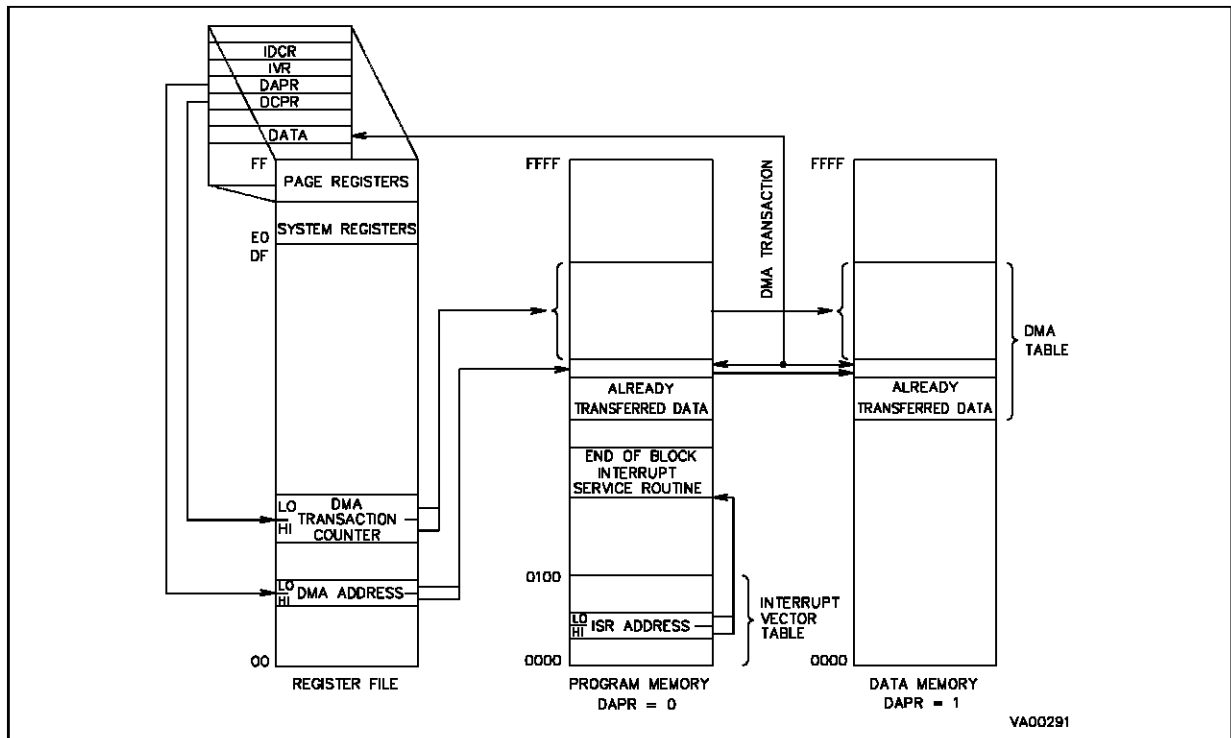 IDCR
IVR
DAPR
DCPR
DATA
FF
PAGE REGISTERS
SYSTEM REGISTERS
E0
DF
LO
HI
DMA
TRANSACTION
COUNTER
LO
HI
DMA ADDRESS
00
REGISTER FILE
FFFF
ALREADY
TRANSFERRED DATA
END OF BLOCK
INTERRUPT
SERVICE ROUTINE
0100
LO
HI
ISR ADDRESS
0000
PROGRAM MEMORY
DAPR = 0
INTERRUPT
VECTOR
TABLE
DMA TRANSACTION
FFFF
ALREADY
TRANSFERRED DATA
DMA
TABLE
0000
DATA MEMORY
DAPR = 1
VA00291